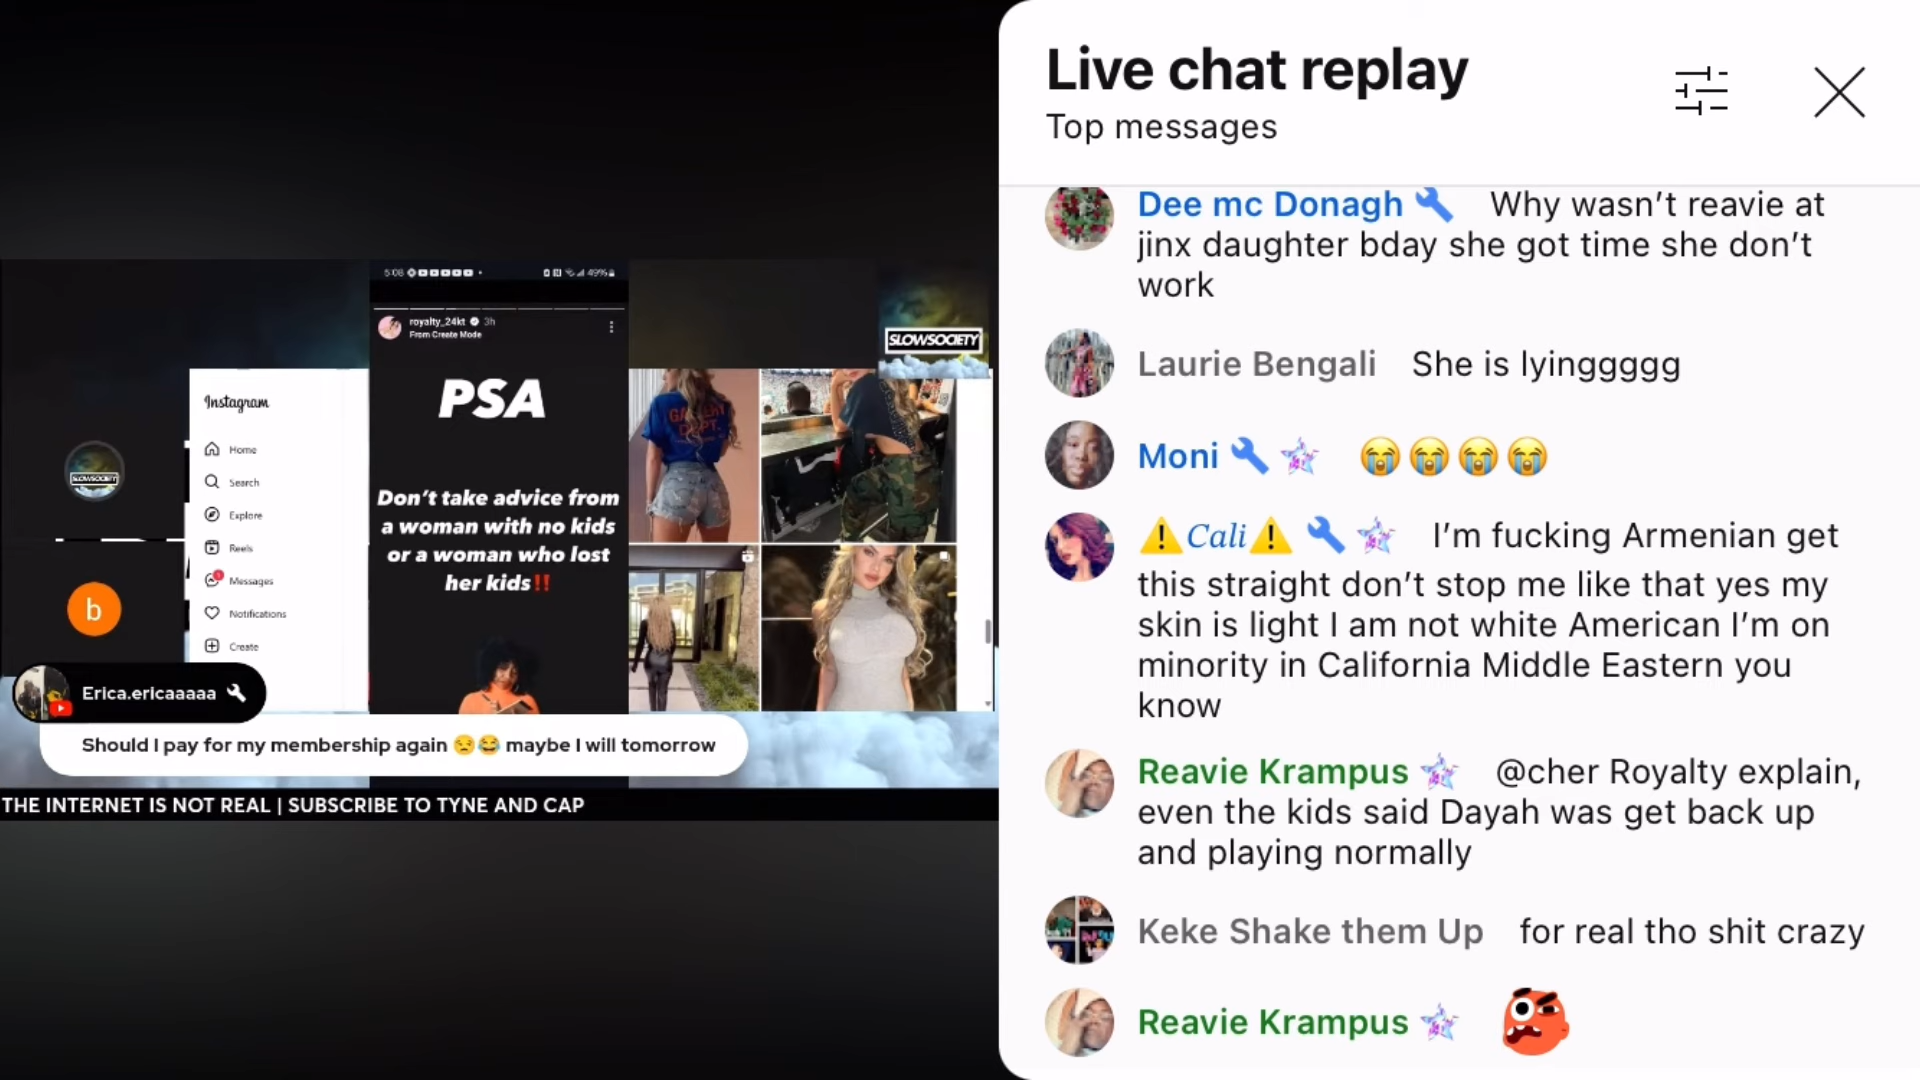 5:08
49%
royalty_24kt 3h
From Create Mode
PSA
Don't take advice from
a woman with no kids
or a woman who lost
her kids‼️
SLOWSOCIETY
SLOWSOCIETY
GALLERY
DEPT.
Instagram
Home
Search
Explore
Reels
1
Messages
Notifications
Create
b
Erica.ericaaaaa
Should I pay for my membership again 😒😂 maybe I will tomorrow
THE INTERNET IS NOT REAL | SUBSCRIBE TO TYNE AND CAP
Live chat replay
Top messages
Dee mc Donagh Why wasn’t reavie at
jinx daughter bday she got time she don’t
work
Laurie Bengali She is lyinggggg
Moni 😭😭😭😭
⚠️Cali⚠️ I’m fucking Armenian get
this straight don’t stop me like that yes my
skin is light I am not white American I’m on
minority in California Middle Eastern you
know
Reavie Krampus @cher Royalty explain,
even the kids said Dayah was get back up
and playing normally
Keke Shake them Up for real tho shit crazy
Reavie Krampus